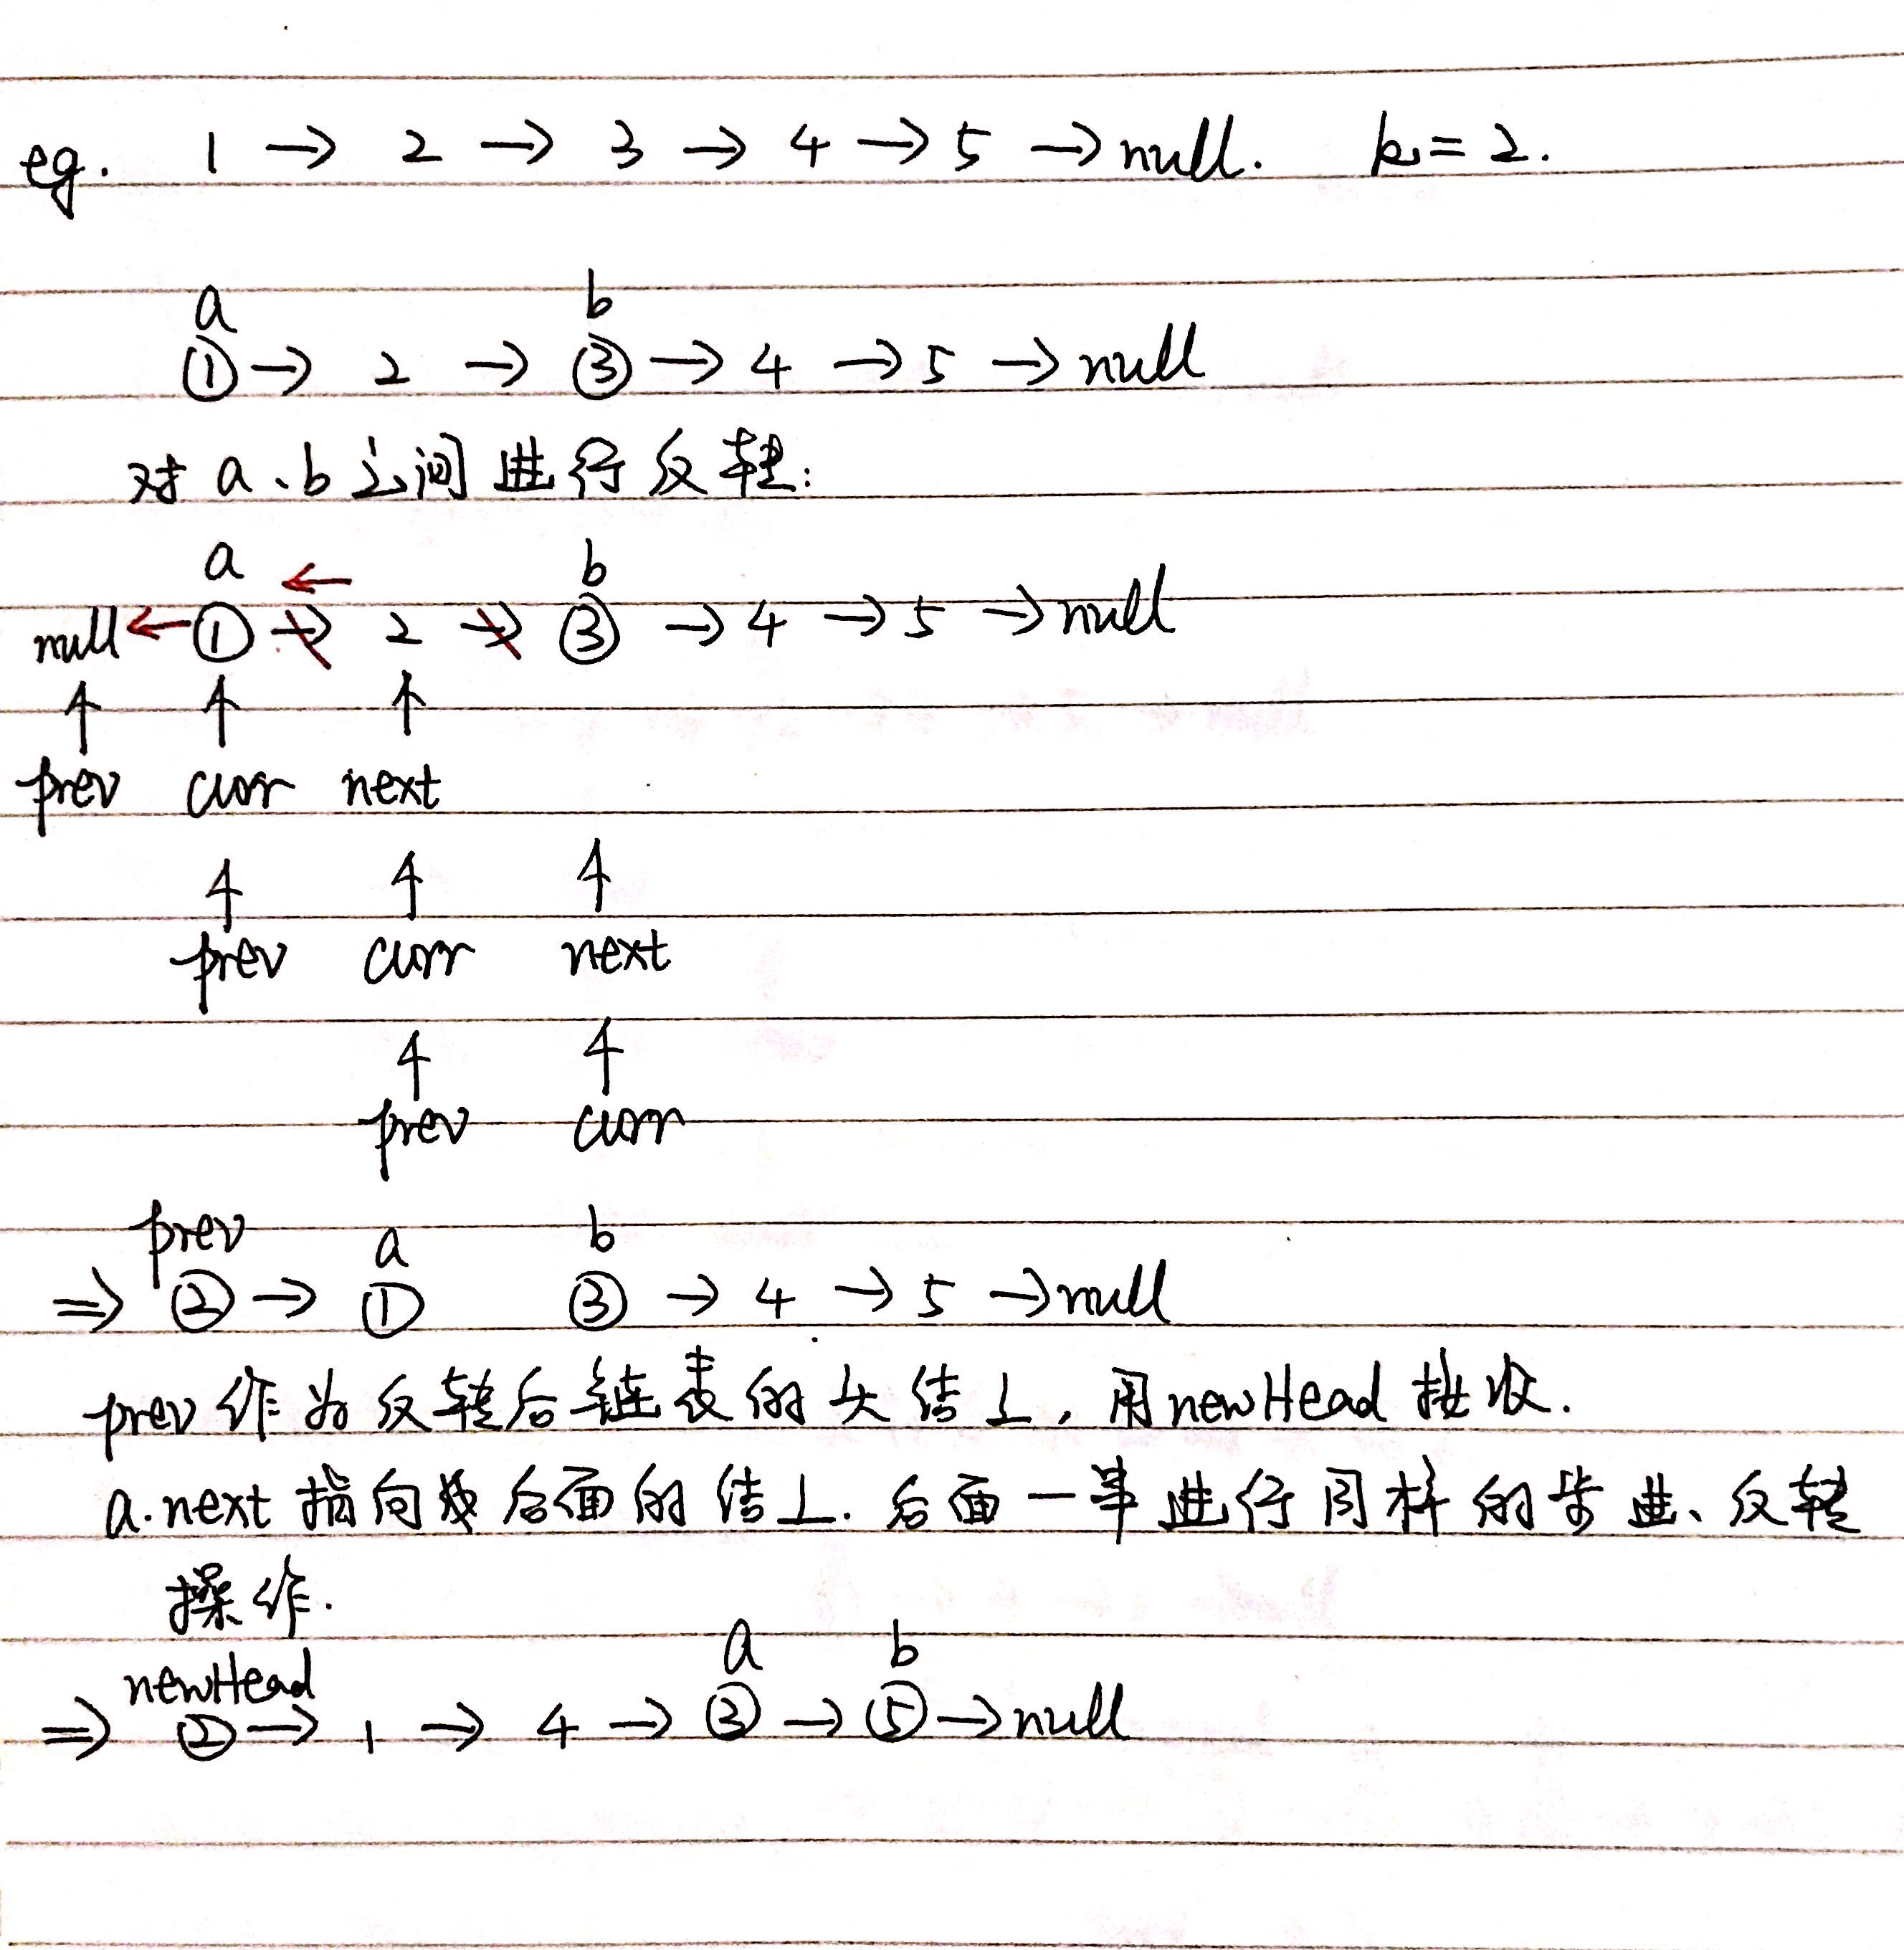 eg. 1 → 2 → 3 → 4 → 5 → null. k = 2.
a b
① → 2 → ③ → 4 → 5 → null
对 a、b 之间进行反转:
a ← b
null ← ① → 2 → ③ → 4 → 5 → null
↑ ↑ ↑
prev curr next
↑ ↑ ↑
prev curr next
↑ ↑
prev curr
prev a b
⇒ ② → ① ③ → 4 → 5 → null
prev 作为反转后链表的头结上, 用 newHead 接收.
a.next 指向 后面的结上. 后面一 进行同样的步进、反转
操作.
newHead a b
⇒ ② → 1 → 4 → ③ → ⑤ → null